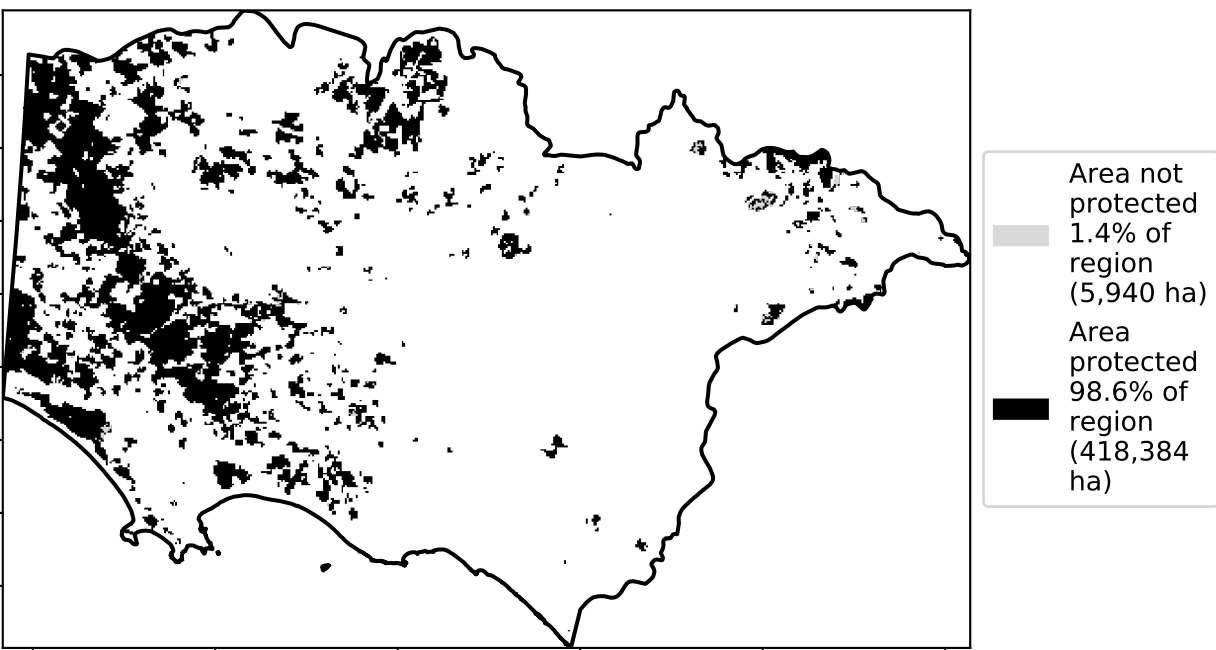 Area not
protected
1.4% of
region
(5,940 ha)
Area
protected
98.6% of
region
(418,384
ha)